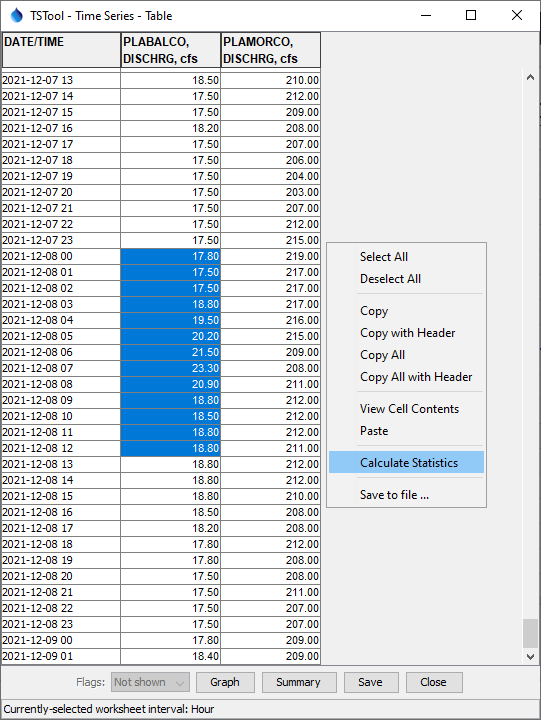 TSTool - Time Series - Table
DATE/TIME PLABALCO, DISCHRG, cfs PLAMORCO, DISCHRG, cfs
2021-12-07 13 18.50 210.00
2021-12-07 14 17.50 212.00
2021-12-07 15 17.50 209.00
2021-12-07 16 18.20 208.00
2021-12-07 17 17.50 207.00
2021-12-07 18 17.50 206.00
2021-12-07 19 17.50 204.00
2021-12-07 20 17.50 203.00
2021-12-07 21 17.50 207.00
2021-12-07 22 17.50 212.00
2021-12-07 23 17.50 215.00
2021-12-08 00 17.80 219.00
2021-12-08 01 17.50 217.00
2021-12-08 02 17.50 217.00
2021-12-08 03 18.80 217.00
2021-12-08 04 19.50 216.00
2021-12-08 05 20.20 215.00
2021-12-08 06 21.50 209.00
2021-12-08 07 23.30 208.00
2021-12-08 08 20.90 211.00
2021-12-08 09 18.80 212.00
2021-12-08 10 18.50 212.00
2021-12-08 11 18.80 212.00
2021-12-08 12 18.80 211.00
2021-12-08 13 18.80 212.00
2021-12-08 14 18.80 212.00
2021-12-08 15 18.80 210.00
2021-12-08 16 18.50 208.00
2021-12-08 17 18.20 208.00
2021-12-08 18 17.80 212.00
2021-12-08 19 17.80 208.00
2021-12-08 20 17.50 208.00
2021-12-08 21 17.50 211.00
2021-12-08 22 17.50 207.00
2021-12-08 23 17.50 207.00
2021-12-09 00 17.80 209.00
2021-12-09 01 18.40 209.00
Select All
Deselect All
Copy
Copy with Header
Copy All
Copy All with Header
View Cell Contents
Paste
Calculate Statistics
Save to file ...
Flags: Not shown Graph Summary Save Close
Currently-selected worksheet interval: Hour